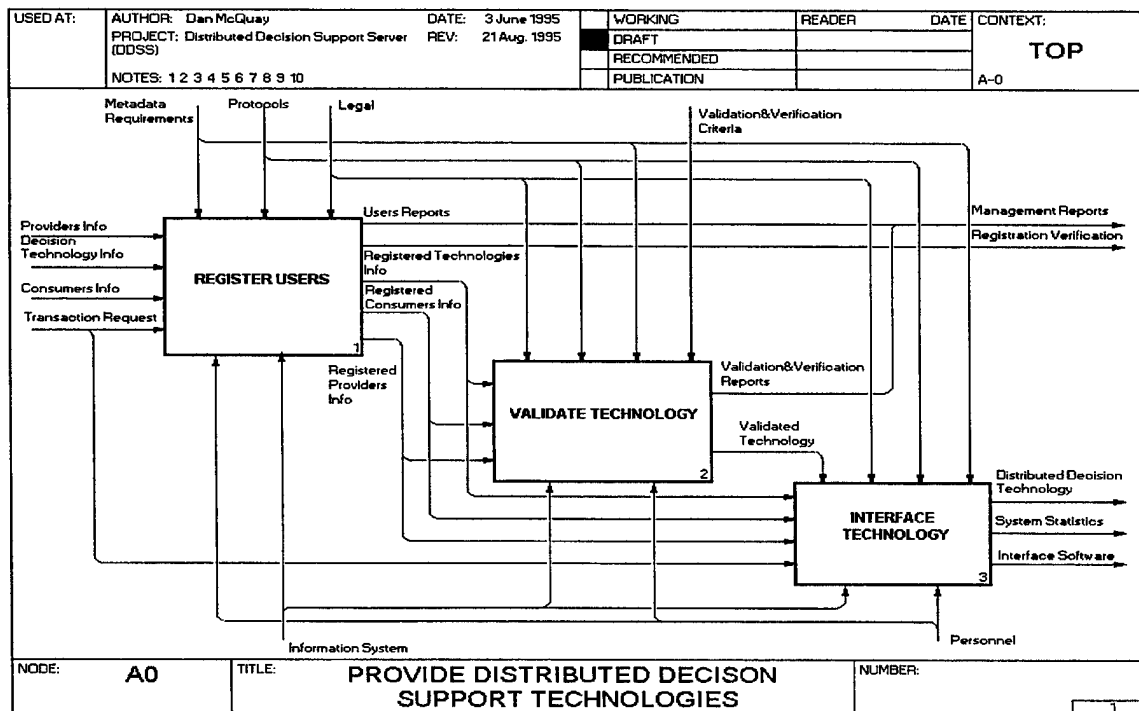 USED AT:
AUTHOR: Dan McQuay
DATE: 3 June 1995
PROJECT: Distributed Decision Support Server
(DDSS)
REV: 21 Aug. 1995
NOTES: 1 2 3 4 5 6 7 8 9 10
WORKING
DRAFT
RECOMMENDED
PUBLICATION
READER DATE
CONTEXT:
TOP
A-0
Metadata
Requirements
Protools
Legal
Validation&Verification
Criteria
Providers Info
Decision
Technology Info
Consumers Info
Transaction Request
REGISTER USERS
1
Users Reports
Management Reports
Registration Verification
Registered Technologies
Info
Registered
Consumers Info
Registered
Providers
Info
VALIDATE TECHNOLOGY
2
Validation&Verification
Reports
Validated
Technology
INTERFACE
TECHNOLOGY
3
Distributed Decision
Technology
System Statistics
Interface Software
Information System
Personnel
NODE:
A0
TITLE:
PROVIDE DISTRIBUTED DECISON
SUPPORT TECHNOLOGIES
NUMBER: